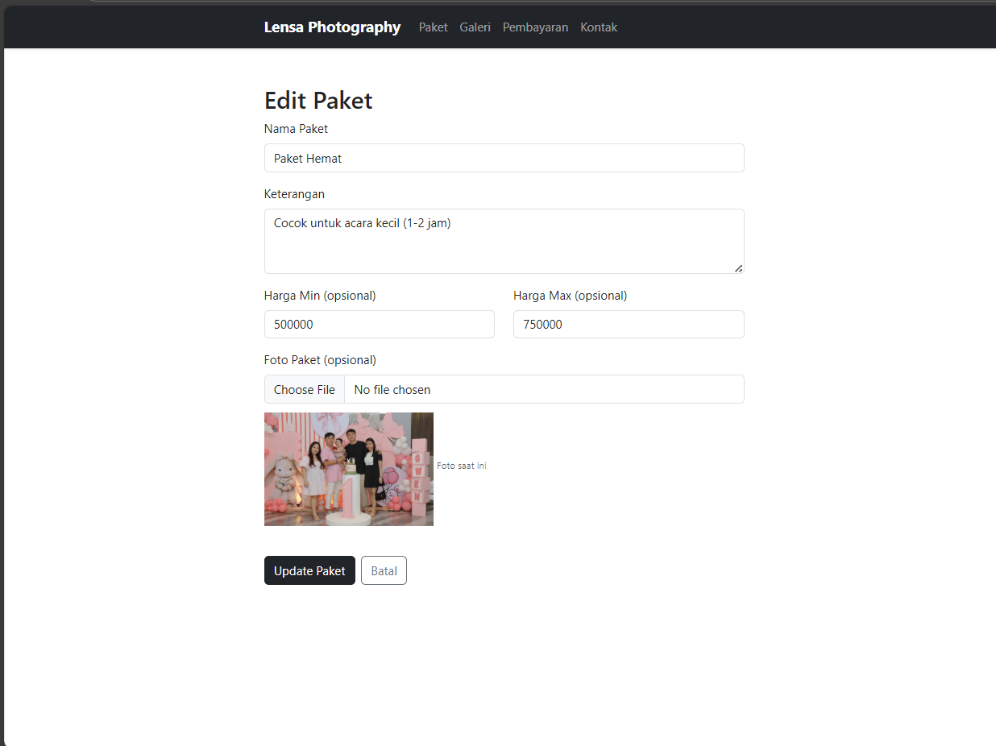 Lensa Photography Paket Galeri Pembayaran Kontak
Edit Paket
Nama Paket
Paket Hemat
Keterangan
Cocok untuk acara kecil (1-2 jam)
Harga Min (opsional) Harga Max (opsional)
500000 750000
Foto Paket (opsional)
Choose File No file chosen
OWEN
1
Foto saat ini
Update Paket Batal